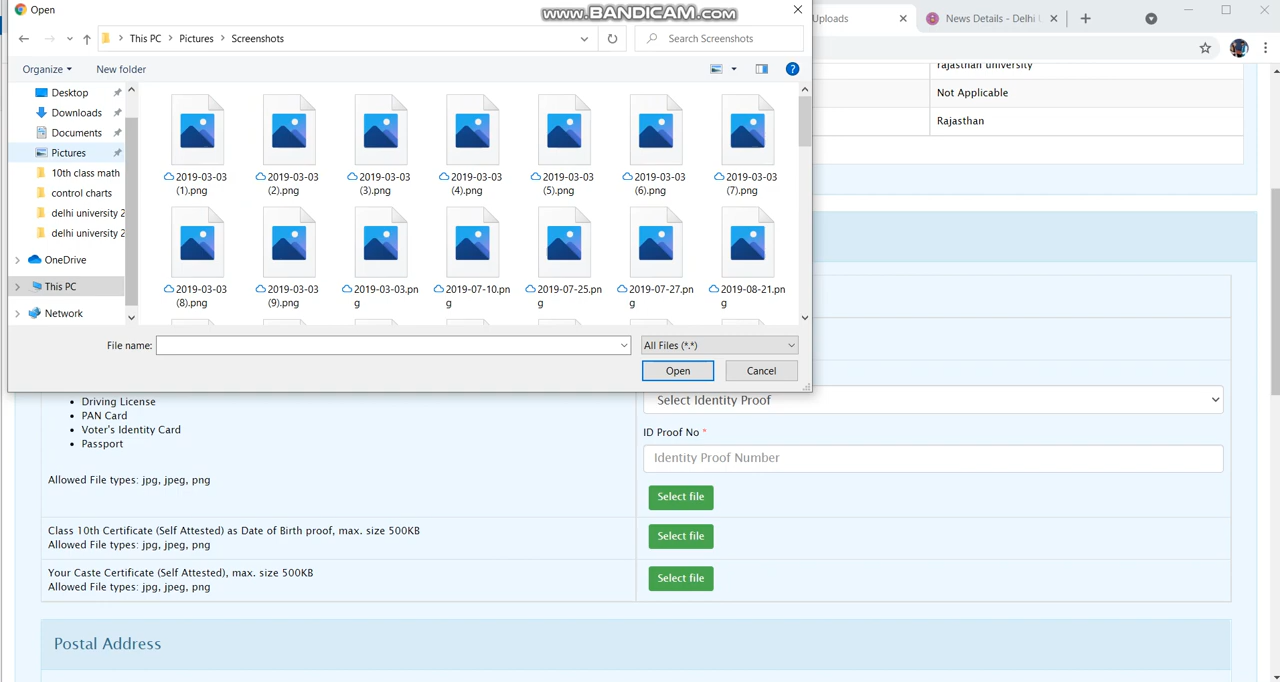 Open
www.BANDICAM.com
Uploads
News Details - Delhi U
This PC
Pictures
Screenshots
Search Screenshots
Organize
New folder
rajasthan university
Desktop
Downloads
Documents
Pictures
10th class math
control charts
delhi university 2
delhi university 2
OneDrive
This PC
Network
2019-03-03
(1).png
2019-03-03
(2).png
2019-03-03
(3).png
2019-03-03
(4).png
2019-03-03
(5).png
2019-03-03
(6).png
2019-03-03
(7).png
2019-03-03
(8).png
2019-03-03
(9).png
2019-03-03.pn
g
2019-07-10.pn
g
2019-07-25.pn
g
2019-07-27.pn
g
2019-08-21.pn
g
Not Applicable
Rajasthan
File name:
All Files (*.*)
Open
Cancel
Driving License
PAN Card
Voter's Identity Card
Passport
Allowed File types: jpg, jpeg, png
Select Identity Proof
ID Proof No *
Identity Proof Number
Select file
Class 10th Certificate (Self Attested) as Date of Birth proof, max. size 500KB
Allowed File types: jpg, jpeg, png
Select file
Your Caste Certificate (Self Attested), max. size 500KB
Allowed File types: jpg, jpeg, png
Select file
Postal Address